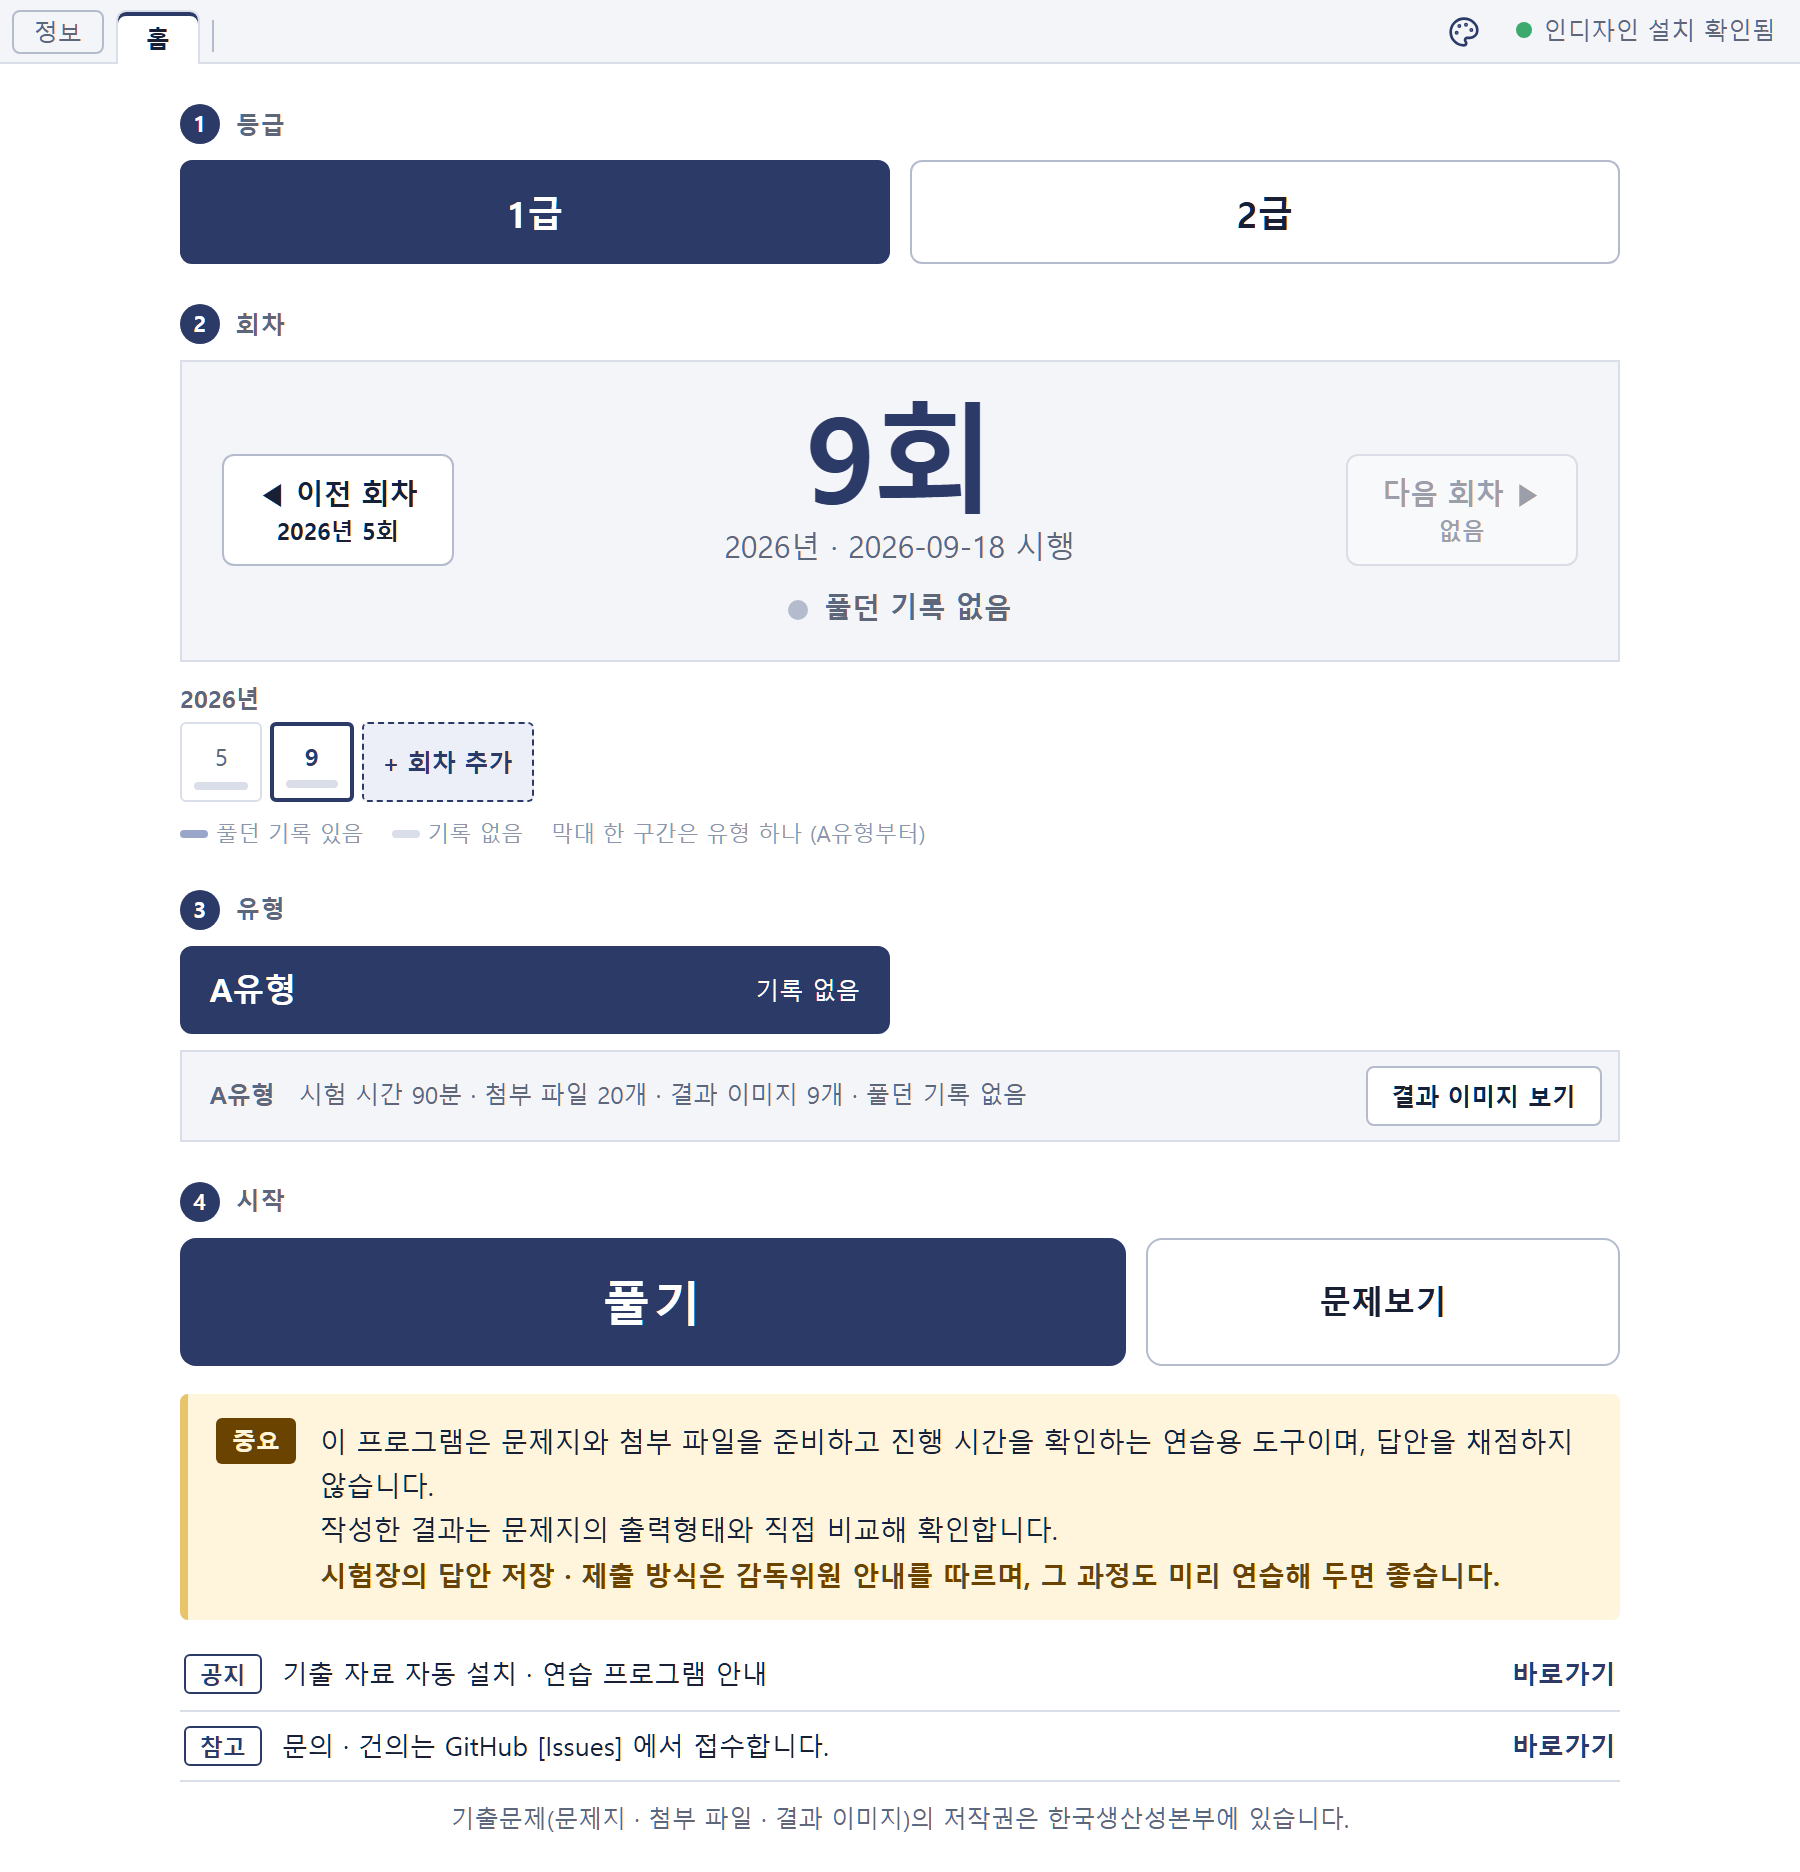 정보
홈
인디자인 설치 확인됨
1 등급
1급
2급
2 회차
◀ 이전 회차
2026년 5회
9회
2026년 · 2026-09-18 시행
풀던 기록 없음
다음 회차 ▶
없음
2026년
5
9
+ 회차 추가
풀던 기록 있음 기록 없음 막대 한 구간은 유형 하나 (A유형부터)
3 유형
A유형 기록 없음
A유형 시험 시간 90분 · 첨부 파일 20개 · 결과 이미지 9개 · 풀던 기록 없음
결과 이미지 보기
4 시작
풀기
문제보기
중요
이 프로그램은 문제지와 첨부 파일을 준비하고 진행 시간을 확인하는 연습용 도구이며, 답안을 채점하지
않습니다.
작성한 결과는 문제지의 출력형태와 직접 비교해 확인합니다.
시험장의 답안 저장 · 제출 방식은 감독위원 안내를 따르며, 그 과정도 미리 연습해 두면 좋습니다.
공지 기출 자료 자동 설치 · 연습 프로그램 안내 바로가기
참고 문의 · 건의는 GitHub [Issues] 에서 접수합니다. 바로가기
기출문제(문제지 · 첨부 파일 · 결과 이미지)의 저작권은 한국생산성본부에 있습니다.